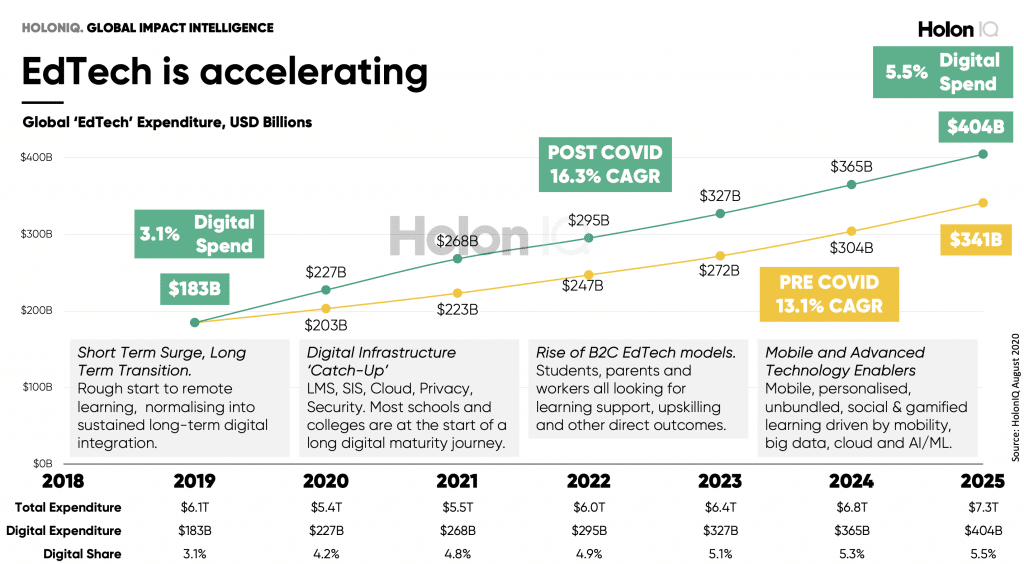 HOLONIQ. GLOBAL IMPACT INTELLIGENCE
Holon IQ
EdTech is accelerating
5.5% Digital
Spend
Global ‘EdTech’ Expenditure, USD Billions
$404B
$400B
POST COVID
16.3% CAGR
$365B
$327B
3.1% Digital
Spend
$300B
Holon IQ
$295B
$268B
$341B
$304B
$227B
$272B
$247B
$183B
PRE COVID
13.1% CAGR
$223B
$200B
$203B
Short Term Surge, Long
Term Transition.
Rough start to remote
learning, normalising into
sustained long-term digital
integration.
Digital Infrastructure
‘Catch-Up’
LMS, SIS, Cloud, Privacy,
Security. Most schools and
colleges are at the start of a
long digital maturity journey.
Rise of B2C EdTech models.
Students, parents and
workers all looking for
learning support, upskilling
and other direct outcomes.
Mobile and Advanced
Technology Enablers
Mobile, personalised,
unbundled, social & gamified
learning driven by mobility,
big data, cloud and AI/ML.
$100B
$0B
Source: HolonIQ August 2020
2018 2019 2020 2021 2022 2023 2024 2025
Total Expenditure $6.1T $5.4T $5.5T $6.0T $6.4T $6.8T $7.3T
Digital Expenditure $183B $227B $268B $295B $327B $365B $404B
Digital Share 3.1% 4.2% 4.8% 4.9% 5.1% 5.3% 5.5%